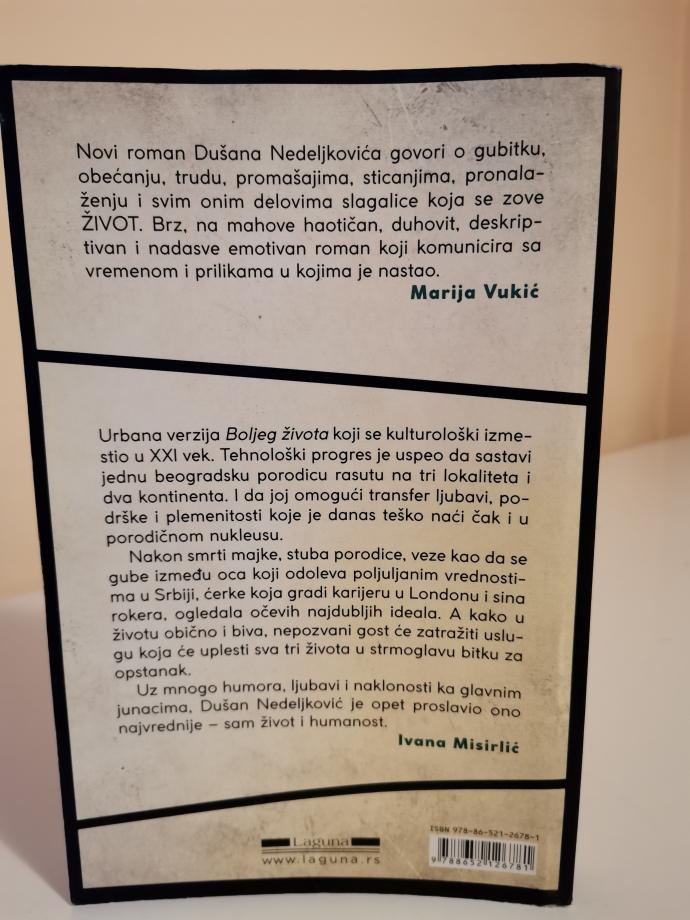 Novi roman Dušana Nedeljkovića govori o gubitku,
obećanju, trudu, promašajima, sticanjima, pronala-
ženju i svim onim delovima slagalice koja se zove
ŽIVOT. Brz, na mahove haotičan, duhovit, deskrip-
tivan i nadasve emotivan roman koji komunicira sa
vremenom i prilikama u kojima je nastao.
Marija Vukić
Urbana verzija Boljeg života koji se kulturološki izme-
stio u XXI vek. Tehnološki progres je uspeo da sastavi
jednu beogradsku porodicu rasutu na tri lokaliteta i
dva kontinenta. I da joj omogući transfer ljubavi, po-
drške i plemenitosti koje je danas teško naći čak i u
porodičnom nukleusu.
Nakon smrti majke, stuba porodice, veze kao da se
gube između oca koji odoleva poljuljanim vrednosti-
ma u Srbiji, ćerke koja gradi karijeru u Londonu i sina
rokera, ogledala očevih najdubljih ideala. A kako u
životu obično i biva, nepozvani gost će zatražiti uslu-
gu koja će uplesti sva tri života u strmoglavu bitku za
opstanak.
Uz mnogo humora, ljubavi i naklonosti ka glavnim
junacima, Dušan Nedeljković je opet proslavio ono
najvrednije – sam život i humanost.
Ivana Misirlić
Laguna
www.laguna.rs
ISBN 978-86-521-2678-1
9 788652 126781